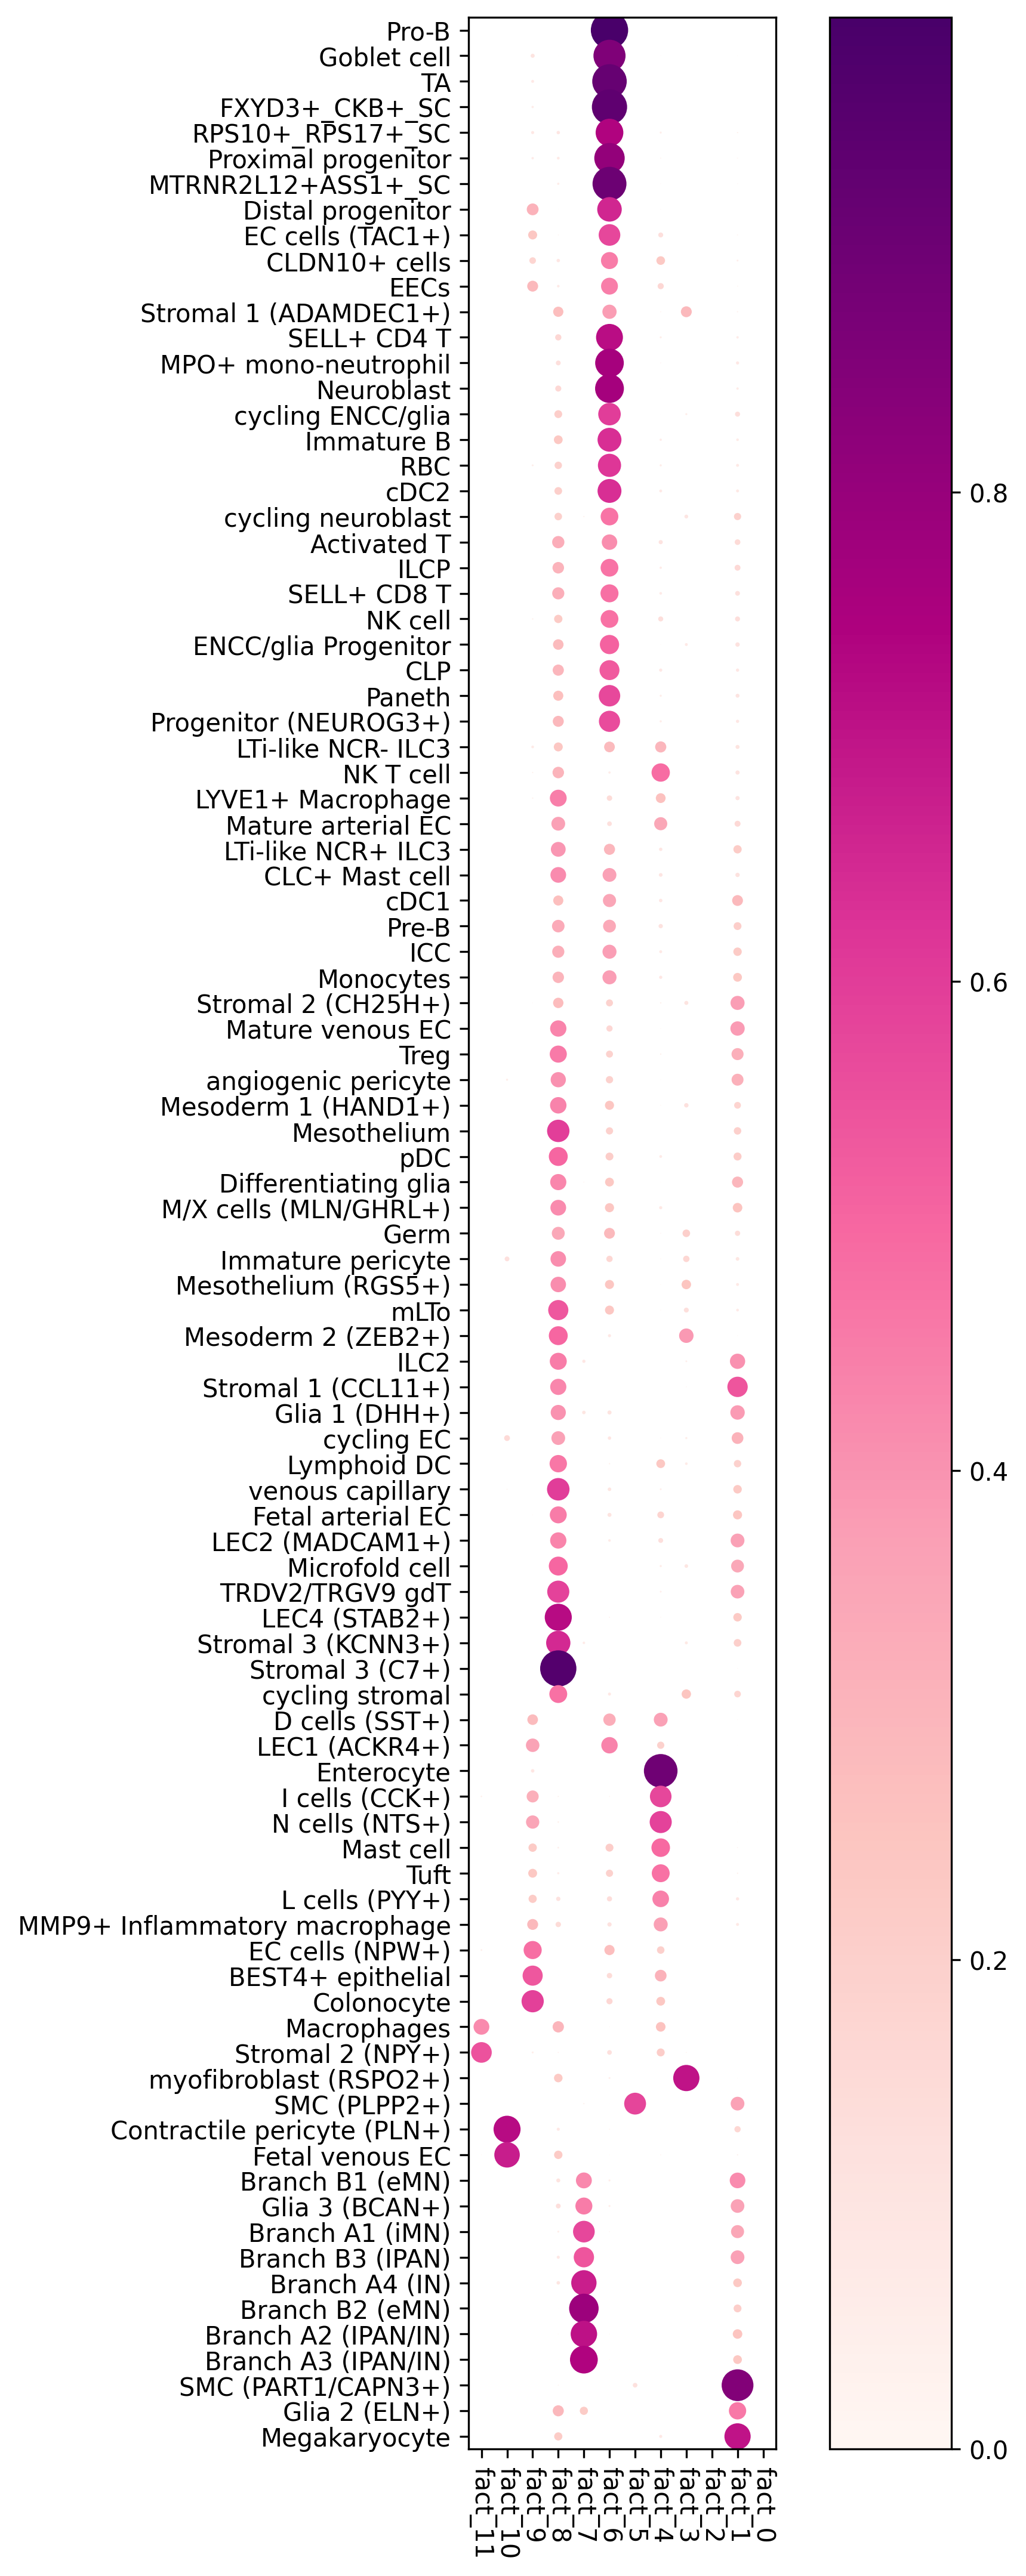 Pro-B
Goblet cell
TA
FXYD3+_CKB+_SC
RPS10+_RPS17+_SC
Proximal progenitor
MTRNR2L12+ASS1+_SC
Distal progenitor
EC cells (TAC1+)
CLDN10+ cells
EECs
Stromal 1 (ADAMDEC1+)
SELL+ CD4 T
MPO+ mono-neutrophil
Neuroblast
cycling ENCC/glia
Immature B
RBC
cDC2
cycling neuroblast
Activated T
ILCP
SELL+ CD8 T
NK cell
ENCC/glia Progenitor
CLP
Paneth
Progenitor (NEUROG3+)
LTi-like NCR- ILC3
NK T cell
LYVE1+ Macrophage
Mature arterial EC
LTi-like NCR+ ILC3
CLC+ Mast cell
cDC1
Pre-B
ICC
Monocytes
Stromal 2 (CH25H+)
Mature venous EC
Treg
angiogenic pericyte
Mesoderm 1 (HAND1+)
Mesothelium
pDC
Differentiating glia
M/X cells (MLN/GHRL+)
Germ
Immature pericyte
Mesothelium (RGS5+)
mLTo
Mesoderm 2 (ZEB2+)
ILC2
Stromal 1 (CCL11+)
Glia 1 (DHH+)
cycling EC
Lymphoid DC
venous capillary
Fetal arterial EC
LEC2 (MADCAM1+)
Microfold cell
TRDV2/TRGV9 gdT
LEC4 (STAB2+)
Stromal 3 (KCNN3+)
Stromal 3 (C7+)
cycling stromal
D cells (SST+)
LEC1 (ACKR4+)
Enterocyte
I cells (CCK+)
N cells (NTS+)
Mast cell
Tuft
L cells (PYY+)
MMP9+ Inflammatory macrophage
EC cells (NPW+)
BEST4+ epithelial
Colonocyte
Macrophages
Stromal 2 (NPY+)
myofibroblast (RSPO2+)
SMC (PLPP2+)
Contractile pericyte (PLN+)
Fetal venous EC
Branch B1 (eMN)
Glia 3 (BCAN+)
Branch A1 (iMN)
Branch B3 (IPAN)
Branch A4 (IN)
Branch B2 (eMN)
Branch A2 (IPAN/IN)
Branch A3 (IPAN/IN)
SMC (PART1/CAPN3+)
Glia 2 (ELN+)
Megakaryocyte
fact_11
fact_10
fact_9
fact_8
fact_7
fact_6
fact_5
fact_4
fact_3
fact_2
fact_1
fact_0
0.8
0.6
0.4
0.2
0.0